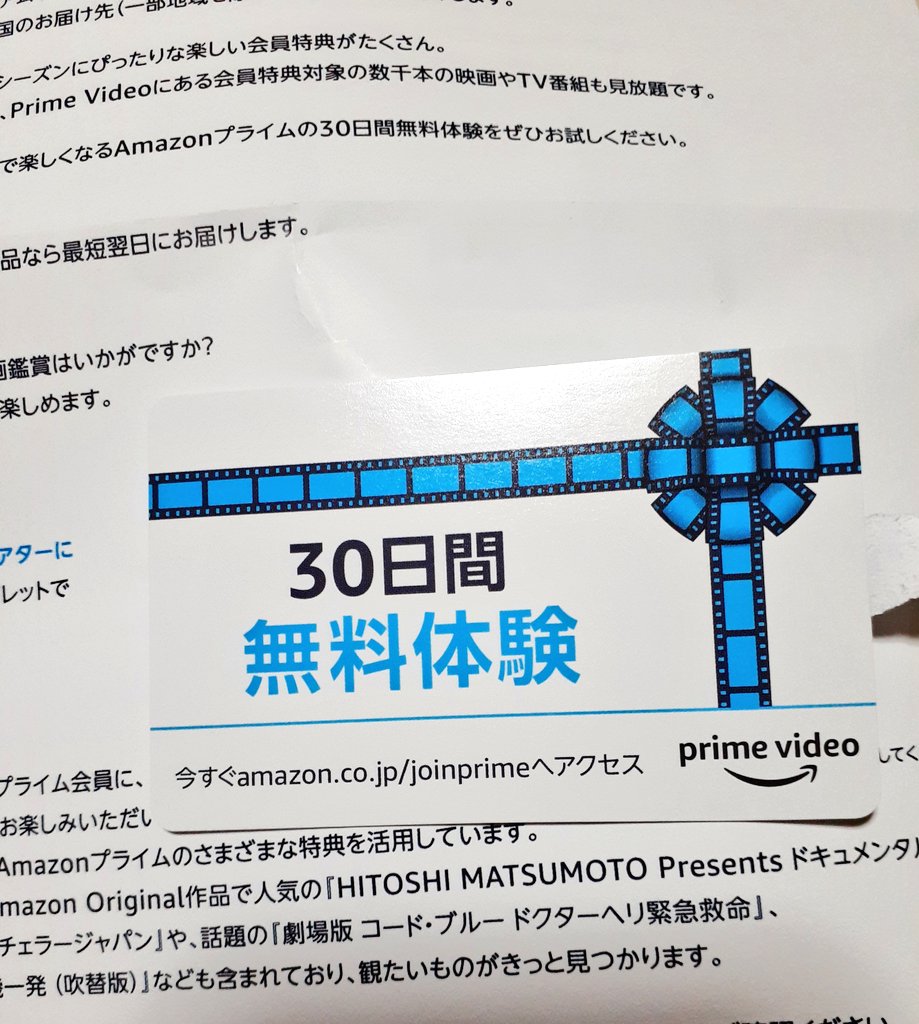 国のお届け先(一部地域を
シーズンにぴったりな楽しい会員特典がたくさん。
、Prime Videoにある会員特典対象の数千本の映画やTV番組も見放題です。
で楽しくなるAmazonプライムの30日間無料体験をぜひお試しください。
品なら最短翌日にお届けします。
画鑑賞はいかがですか?
楽しめます。
アターに
レットで
30日間
無料体験
今すぐamazon.co.jp/joinprimeへアクセス
prime video
プライム会員に、
してく
お楽しみいただい
Amazonプライムのさまざまな特典を活用しています。
mazon Original作品で人気の『HITOSHI MATSUMOTO Presents ドキュメンタル
チェラージャパン』や、話題の『劇場版 コード・ブルー ドクターヘリ緊急救命』、
一発 (吹替版)』なども含まれており、観たいものがきっと見つかります。
ください